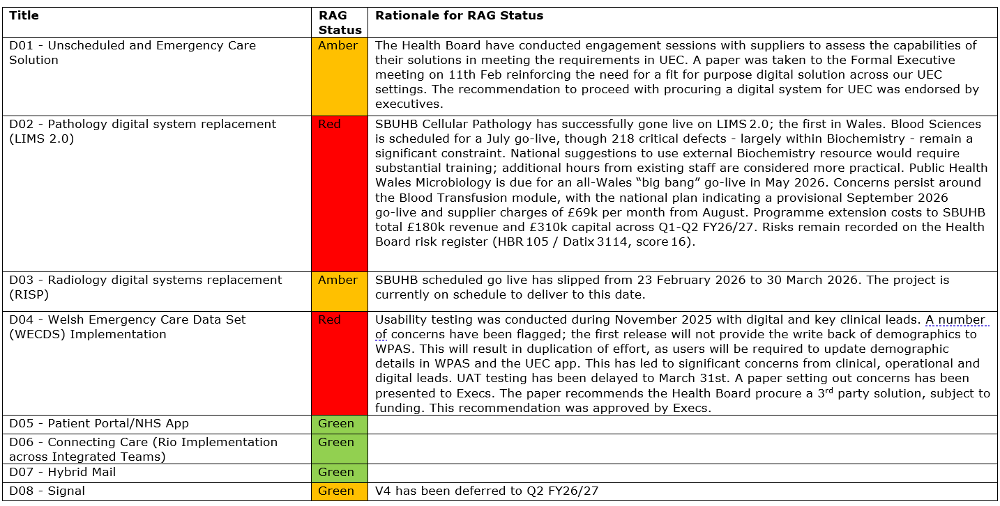 Title
RAG
Status
Rationale for RAG Status
D01 - Unscheduled and Emergency Care
Solution
Amber
The Health Board have conducted engagement sessions with suppliers to assess the capabilities of
their solutions in meeting the requirements in UEC. A paper was taken to the Formal Executive
meeting on 11th Feb reinforcing the need for a fit for purpose digital solution across our UEC
settings. The recommendation to proceed with procuring a digital system for UEC was endorsed by
executives.
D02 - Pathology digital system replacement
(LIMS 2.0)
Red
SBUHB Cellular Pathology has successfully gone live on LIMS 2.0; the first in Wales. Blood Sciences
is scheduled for a July go-live, though 218 critical defects - largely within Biochemistry - remain a
significant constraint. National suggestions to use external Biochemistry resource would require
substantial training; additional hours from existing staff are considered more practical. Public Health
Wales Microbiology is due for an all-Wales “big bang” go-live in May 2026. Concerns persist around
the Blood Transfusion module, with the national plan indicating a provisional September 2026
go-live and supplier charges of £69k per month from August. Programme extension costs to SBUHB
total £180k revenue and £310k capital across Q1-Q2 FY26/27. Risks remain recorded on the Health
Board risk register (HBR 105 / Datix 3114, score 16).
D03 - Radiology digital systems replacement
(RISP)
Amber
SBUHB scheduled go live has slipped from 23 February 2026 to 30 March 2026. The project is
currently on schedule to deliver to this date.
D04 - Welsh Emergency Care Data Set
(WECDS) Implementation
Red
Usability testing was conducted during November 2025 with digital and key clinical leads. A number
of concerns have been flagged; the first release will not provide the write back of demographics to
WPAS. This will result in duplication of effort, as users will be required to update demographic
details in WPAS and the UEC app. This has led to significant concerns from clinical, operational and
digital leads. UAT testing has been delayed to March 31st. A paper setting out concerns has been
presented to Execs. The paper recommends the Health Board procure a 3rd party solution, subject to
funding. This recommendation was approved by Execs.
D05 - Patient Portal/NHS App
Green
D06 - Connecting Care (Rio Implementation
across Integrated Teams)
Green
D07 - Hybrid Mail
Green
D08 - Signal
Green
V4 has been deferred to Q2 FY26/27